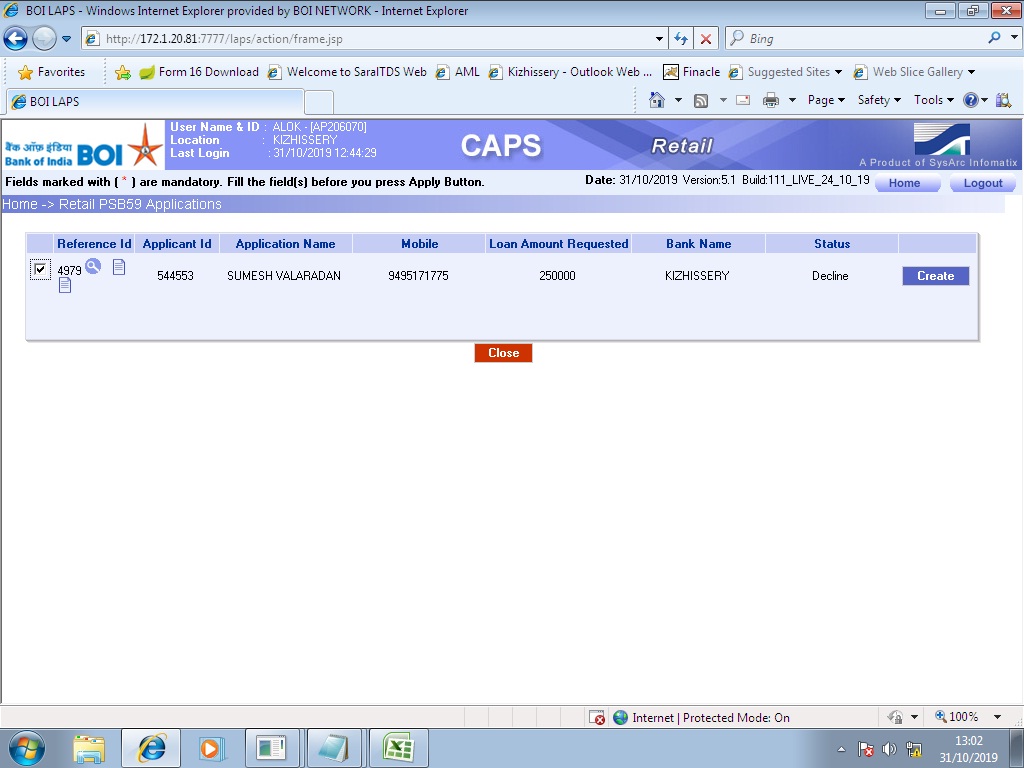 BOI LAPS - Windows Internet Explorer provided by BOI NETWORK - Internet Explorer
http://172.1.20.81:7777/laps/action/frame.jsp
Bing
Favorites Form 16 Download Welcome to SaralTDS Web AML Kizhissery - Outlook Web ... Finacle Suggested Sites Web Slice Gallery
BOI LAPS
Page Safety Tools
बैंक ऑफ़ इंडिया
Bank of India BOI
User Name & ID : ALOK - [AP206070]
Location : KIZHISSERY
Last Login : 31/10/2019 12:44:29
CAPS
Retail
A Product of SysArc Infomatix
Fields marked with [ * ] are mandatory. Fill the field(s) before you press Apply Button.
Date: 31/10/2019 Version:5.1 Build:111_LIVE_24_10_19
Home Logout
Home -> Retail PSB59 Applications
Reference Id Applicant Id Application Name Mobile Loan Amount Requested Bank Name Status
4979 544553 SUMESH VALARADAN 9495171775 250000 KIZHISSERY Decline Create
Close
Internet | Protected Mode: On
100%
13:02
31/10/2019